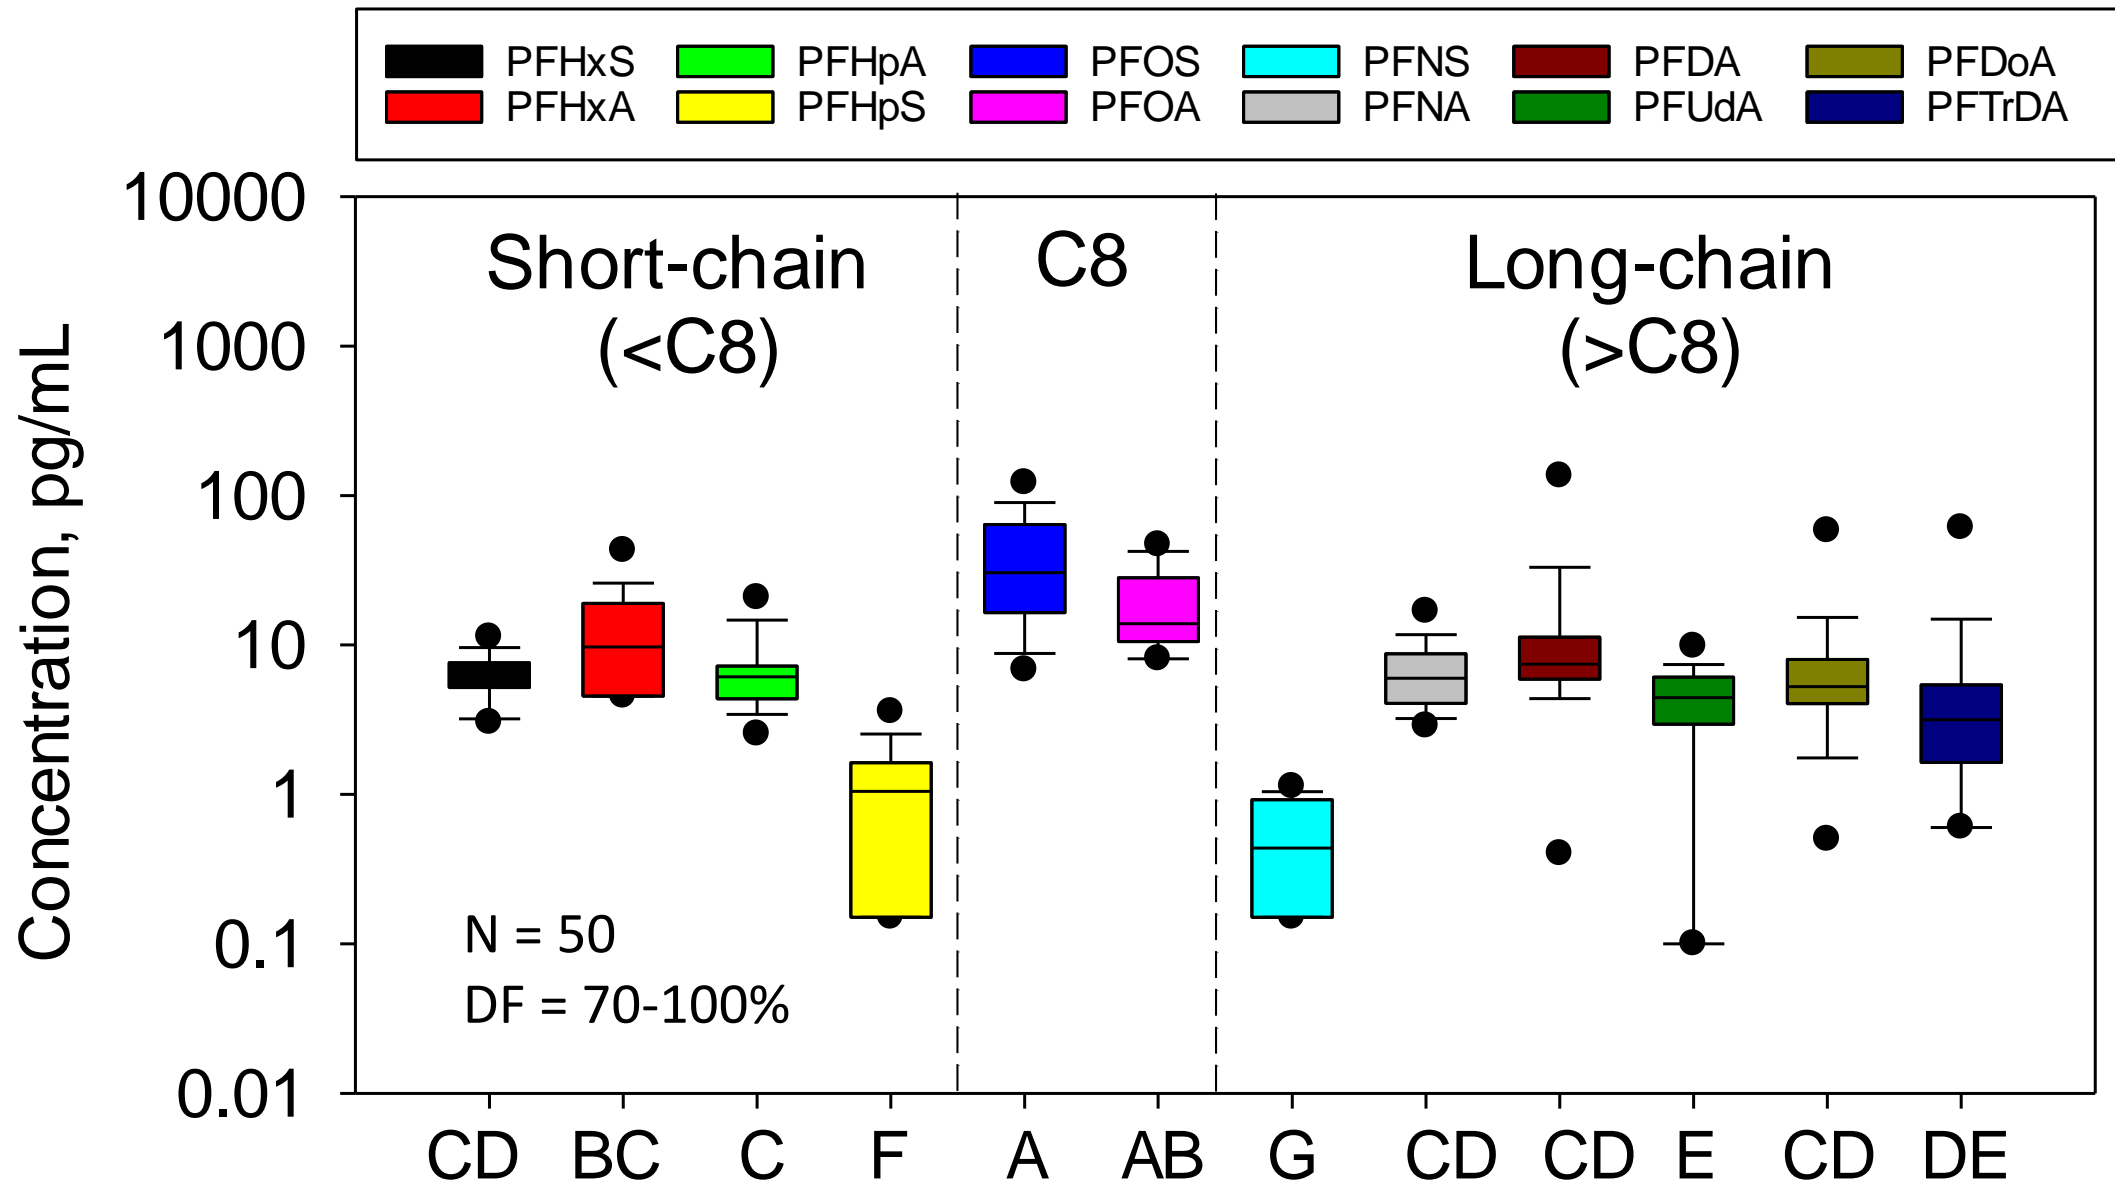 PFHxS PFHpA PFOS PFNS PFDA PFDoA
PFHxA PFHpS PFOA PFNA PFUdA PFTrDA
Concentration, pg/mL
10000
1000
100
10
1
0.1
0.01
Short-chain
(<C8)
C8
Long-chain
(>C8)
N = 50
DF = 70-100%
CD BC C F A AB G CD CD E CD DE